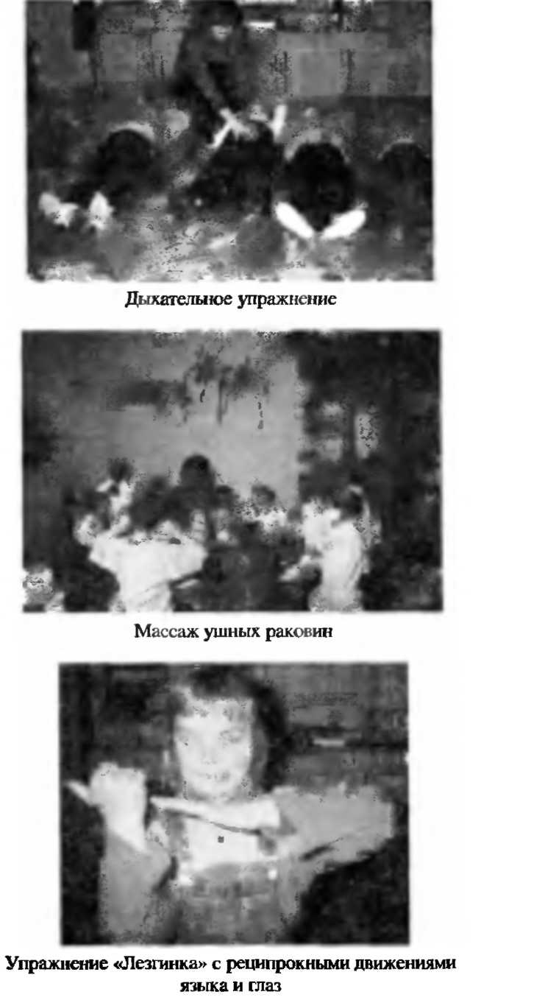 Дыхательное упражнение
Массаж ушных раковин
Упражнение «Лезгинка» с реципрокными движениями
языка и глаз